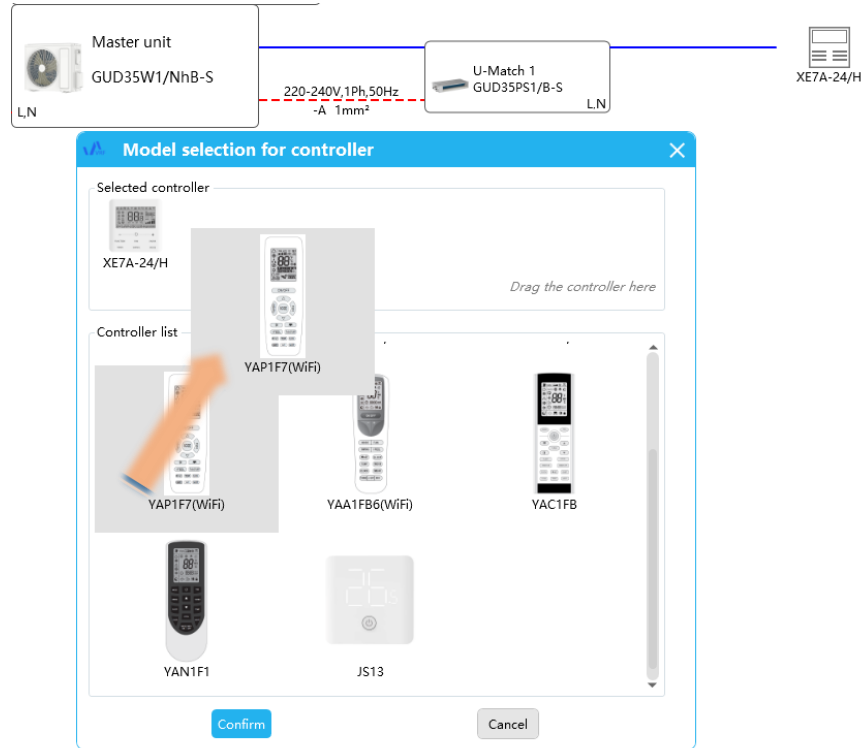 Master unit
GUD35W1/NhB-S
L,N
220-240V,1Ph,50Hz
-A 1mm²
U-Match 1
GUD35PS1/B-S
L,N
XE7A-24/H
Model selection for controller
Selected controller
XE7A-24/H
Drag the controller here
YAP1F7(WiFi)
Controller list
YAP1F7(WiFi)
YAA1FB6(WiFi)
YAC1FB
YAN1F1
JS13
Confirm
Cancel